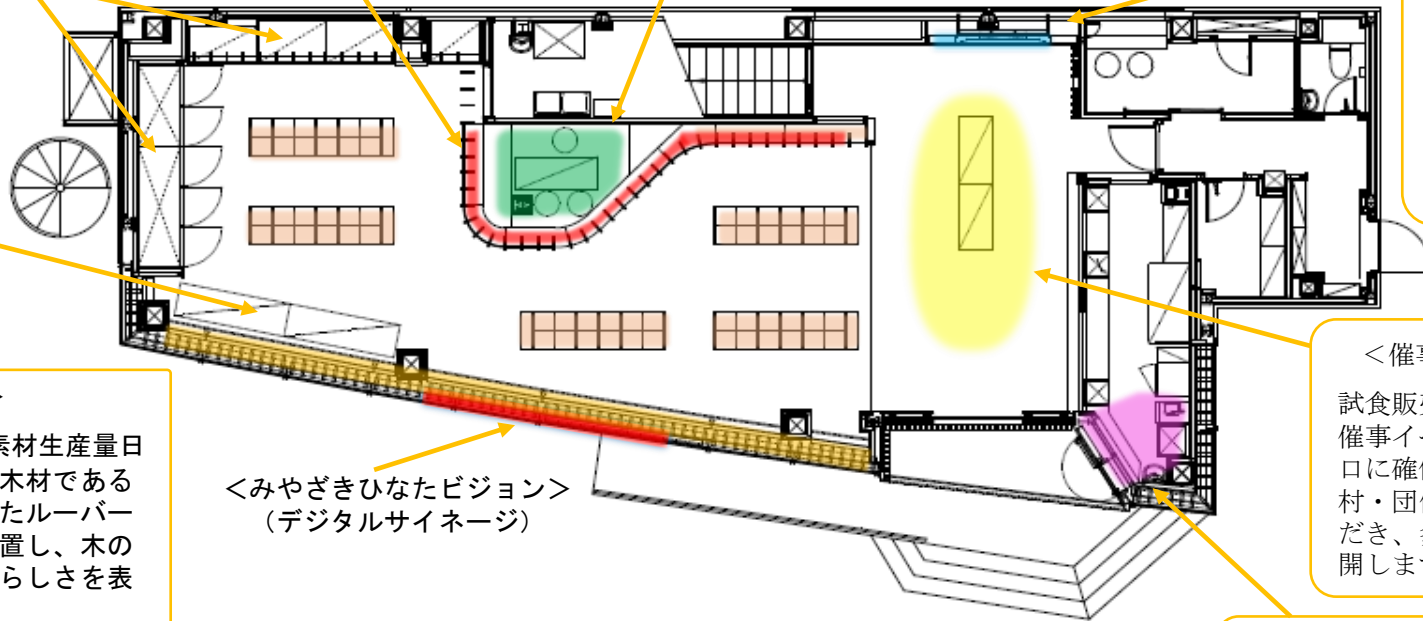 素材生産量日
木材である
たルーバー
置し、木の
らしさを表
＜みやざきひなたビジョン＞
（デジタルサイネージ）
＜催
試食販
催事イ
ロに確
村・団
だき、
開しま